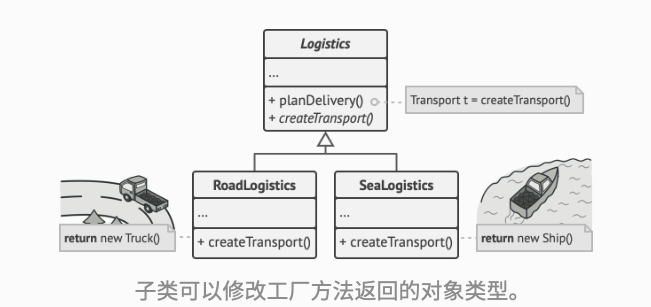 Logistics
...
+ planDelivery()
+ createTransport()
Transport t = createTransport()
RoadLogistics
...
+ createTransport()
SeaLogistics
...
+ createTransport()
return new Truck()
return new Ship()
子类可以修改工厂方法返回的对象类型。